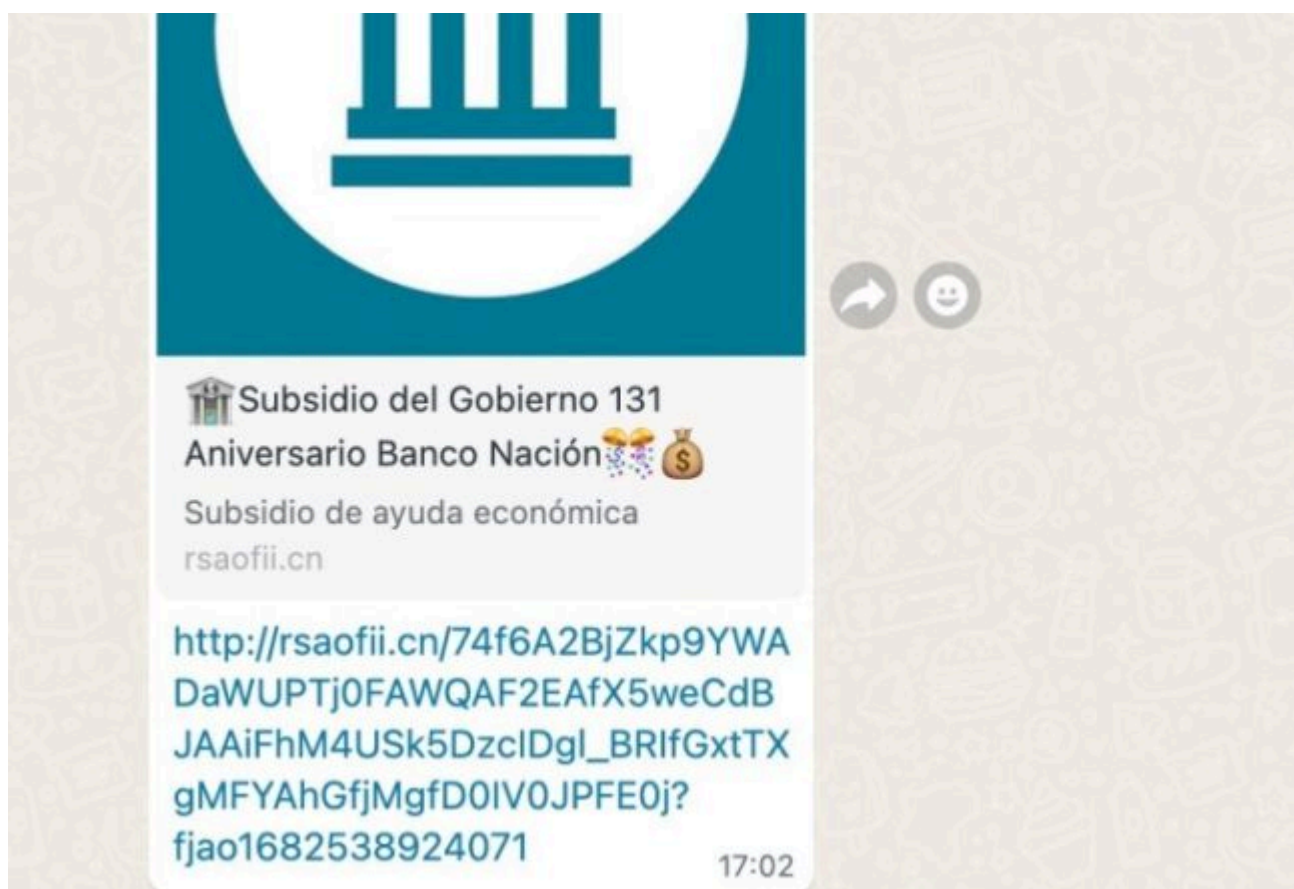 🏦Subsidio del Gobierno 131
Aniversario Banco Nación🎊💰
Subsidio de ayuda económica
rsaofii.cn
http://rsaofii.cn/74f6A2BjZkp9YWA
DaWUPTj0FAWQAF2EAfX5weCdB
JAAiFhM4USk5DzcIDgl_BRIfGxtTX
gMFYAhGfjMgfD0IV0JPFE0j?
fjao1682538924071
17:02